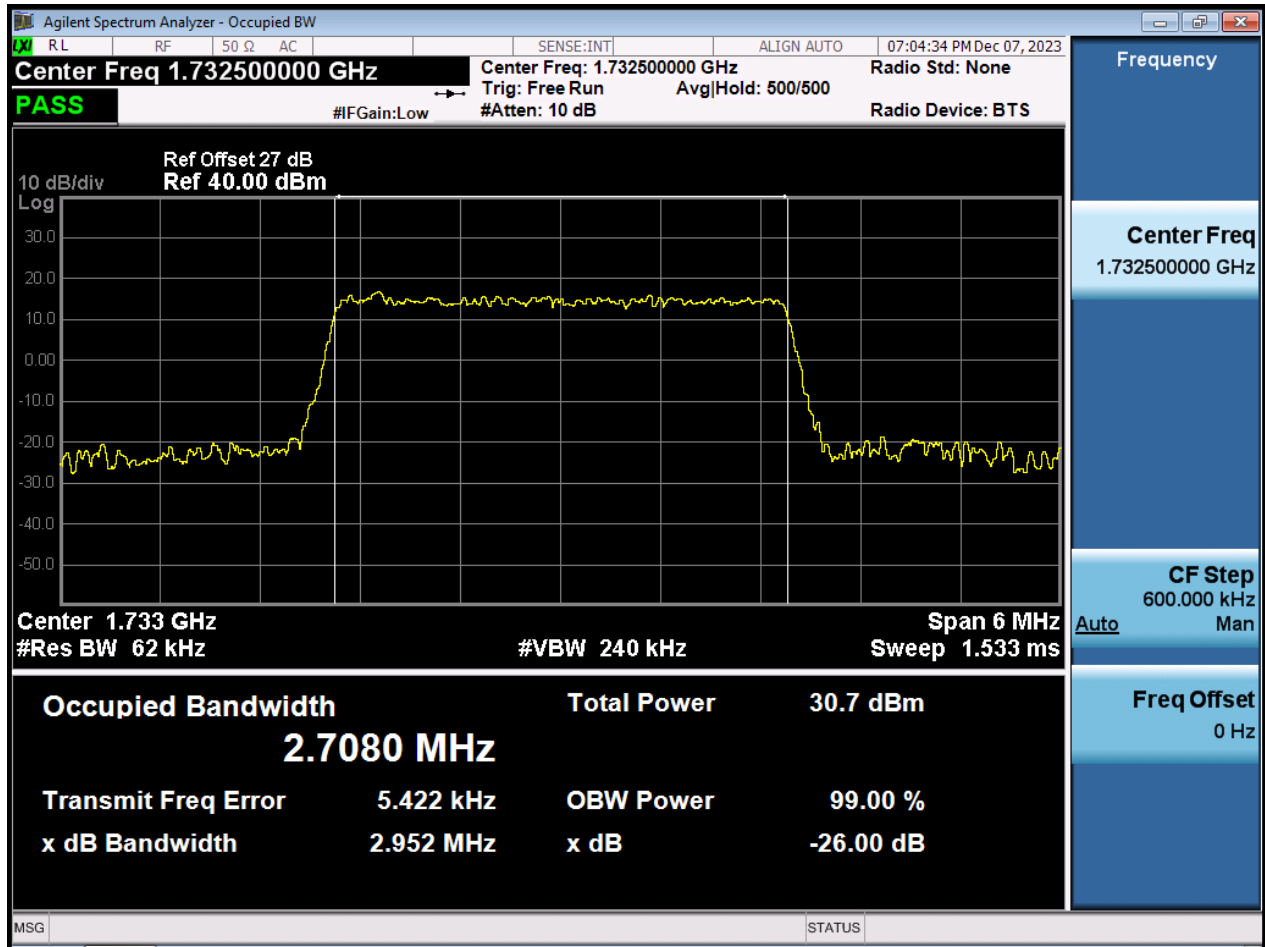 Agilent Spectrum Analyzer - Occupied BW
LXI RL RF 50 Ω AC SENSE:INT ALIGN AUTO 07:04:34 PM Dec 07, 2023
Center Freq 1.732500000 GHz
Center Freq: 1.732500000 GHz
Radio Std: None
Trig: Free Run Avg|Hold: 500/500
PASS
#IFGain:Low
#Atten: 10 dB
Radio Device: BTS
Ref Offset 27 dB
10 dB/div Ref 40.00 dBm
Log
30.0
20.0
10.0
0.00
-10.0
-20.0
-30.0
-40.0
-50.0
Center 1.733 GHz Span 6 MHz
#Res BW 62 kHz #VBW 240 kHz Sweep 1.533 ms
Occupied Bandwidth Total Power 30.7 dBm
2.7080 MHz
Transmit Freq Error 5.422 kHz OBW Power 99.00 %
x dB Bandwidth 2.952 MHz x dB -26.00 dB
MSG STATUS
Frequency
Center Freq
1.732500000 GHz
CF Step
600.000 kHz
Auto Man
Freq Offset
0 Hz